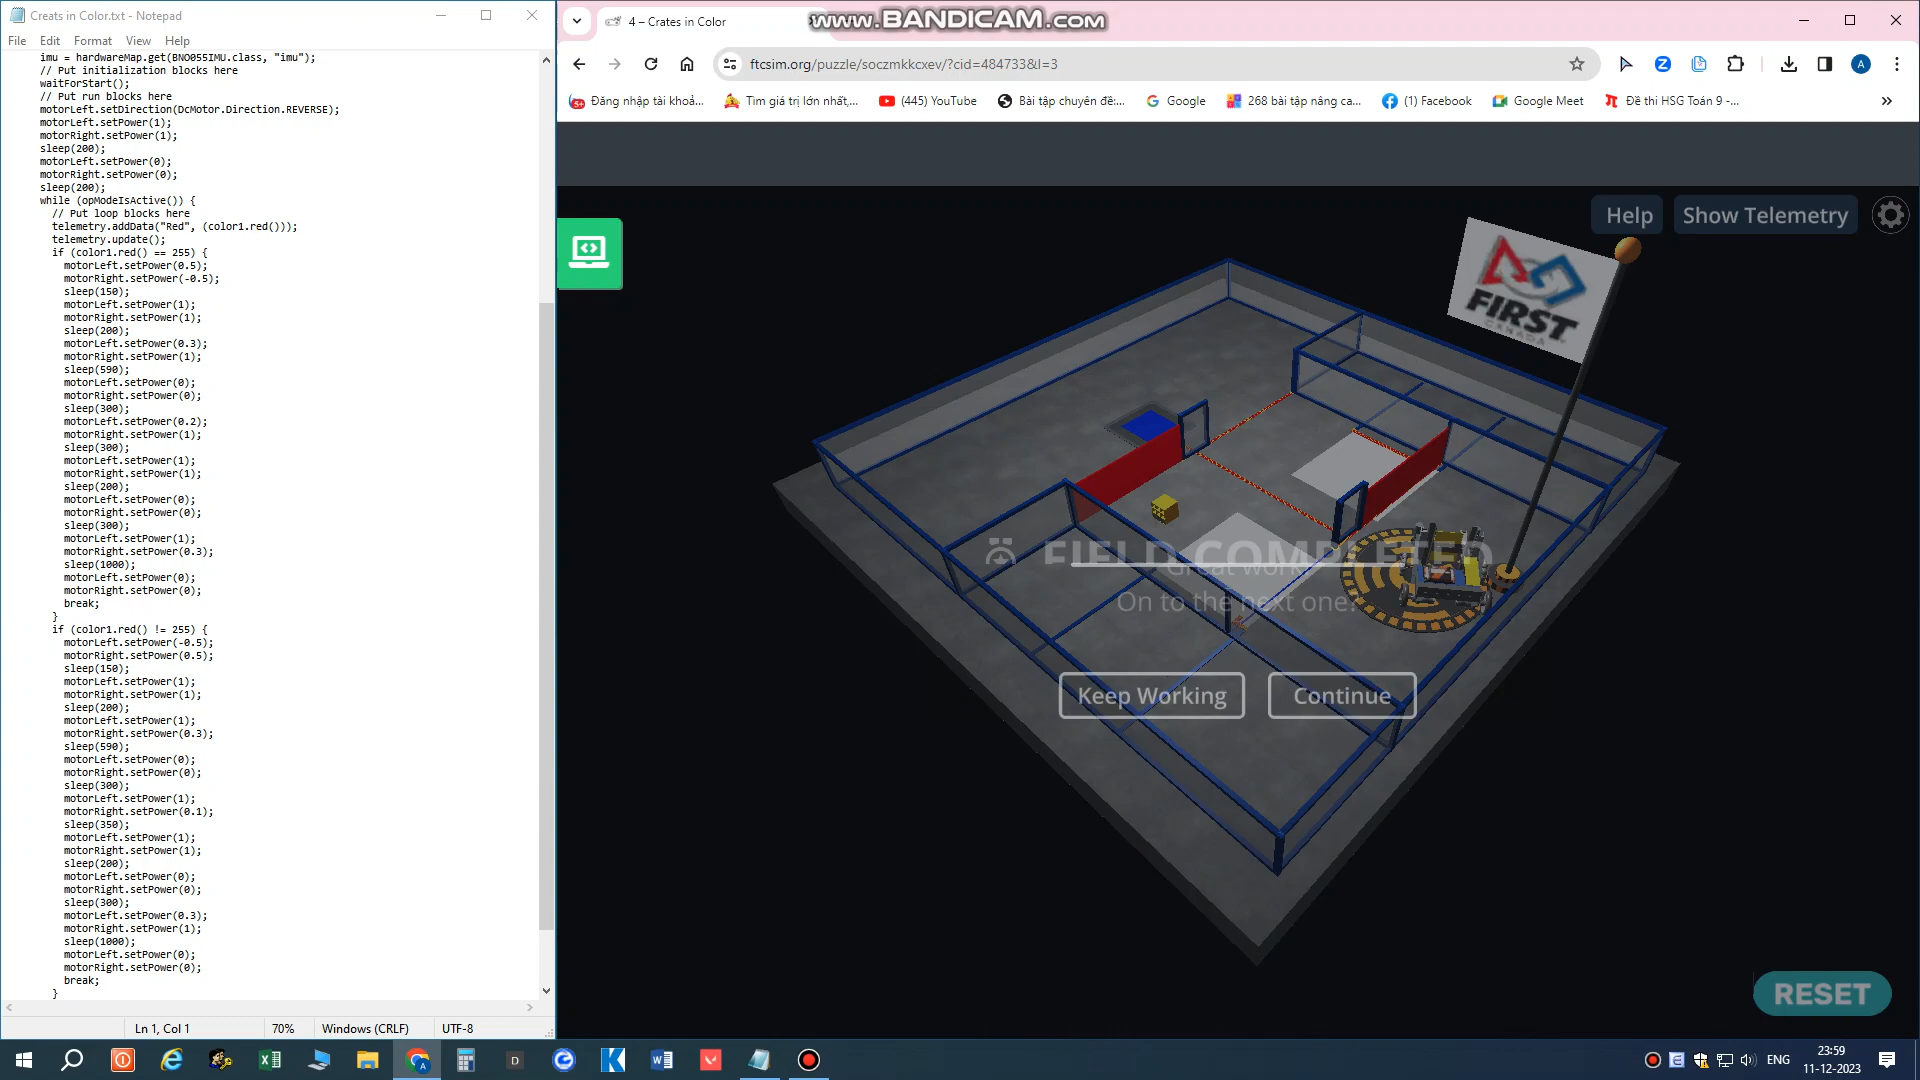 Creats in Color.txt - Notepad
File Edit Format View Help
imu = hardwareMap.get(BNO055IMU.class, "imu");
// Put initialization blocks here
waitForStart();
// Put run blocks here
motorLeft.setDirection(DcMotor.Direction.REVERSE);
motorLeft.setPower(1);
motorRight.setPower(1);
sleep(200);
motorLeft.setPower(0);
motorRight.setPower(0);
sleep(200);
while (opModeIsActive()) {
// Put loop blocks here
telemetry.addData("Red", (color1.red()));
telemetry.update();
if (color1.red() == 255) {
motorLeft.setPower(0.5);
motorRight.setPower(-0.5);
sleep(150);
motorLeft.setPower(1);
motorRight.setPower(1);
sleep(200);
motorLeft.setPower(0.3);
motorRight.setPower(1);
sleep(590);
motorLeft.setPower(0);
motorRight.setPower(0);
sleep(300);
motorLeft.setPower(0.2);
motorRight.setPower(1);
sleep(300);
motorLeft.setPower(1);
motorRight.setPower(1);
sleep(200);
motorLeft.setPower(0);
motorRight.setPower(0);
sleep(300);
motorLeft.setPower(1);
motorRight.setPower(0.3);
sleep(1000);
motorLeft.setPower(0);
motorRight.setPower(0);
break;
}
if (color1.red() != 255) {
motorLeft.setPower(-0.5);
motorRight.setPower(0.5);
sleep(150);
motorLeft.setPower(1);
motorRight.setPower(1);
sleep(200);
motorLeft.setPower(1);
motorRight.setPower(0.3);
sleep(590);
motorLeft.setPower(0);
motorRight.setPower(0);
sleep(300);
motorLeft.setPower(1);
motorRight.setPower(0.1);
sleep(350);
motorLeft.setPower(1);
motorRight.setPower(1);
sleep(200);
motorLeft.setPower(0);
motorRight.setPower(0);
sleep(300);
motorLeft.setPower(0.3);
motorRight.setPower(1);
sleep(1000);
motorLeft.setPower(0);
motorRight.setPower(0);
break;
}
Ln 1, Col 1 70% Windows (CRLF) UTF-8
4 – Crates in Color
www.BANDICAM.com
ftcsim.org/puzzle/soczmkkcxev/?cid=484733&l=3
Đăng nhập tài khoả... Tìm giá trị lớn nhất,... (445) YouTube Bài tập chuyên đề:... Google 268 bài tập nâng ca... (1) Facebook Google Meet Đề thi HSG Toán 9 -...
Help Show Telemetry
FIRST
CANADA
FIELD COMPLETED
Great work
On to the next one!
Keep Working Continue
RESET
ENG
23:59
11-12-2023